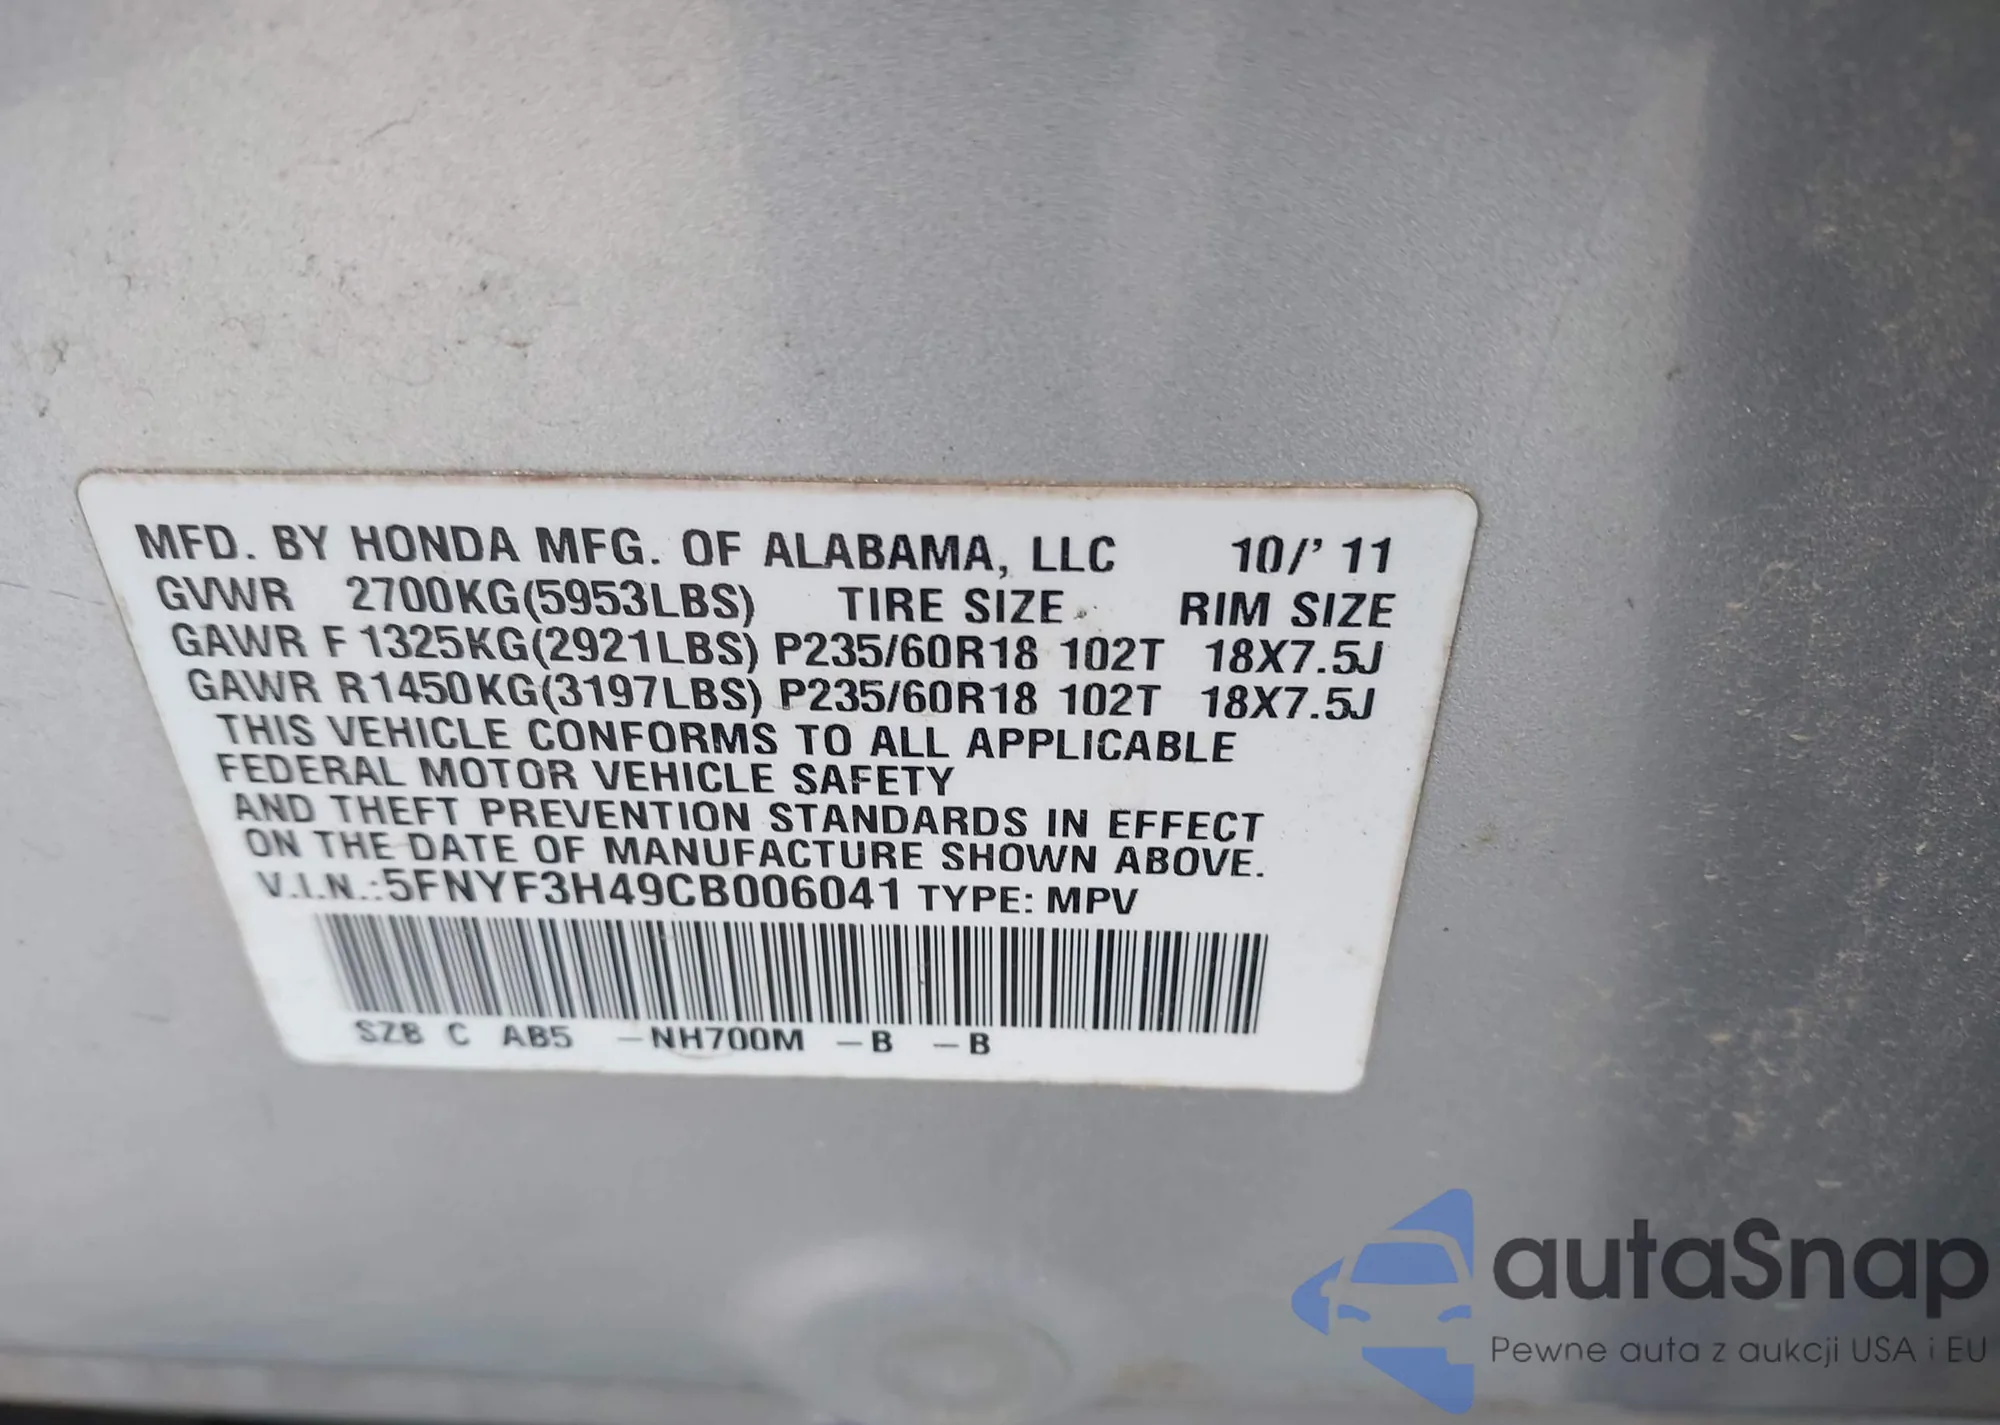 MFD. BY HONDA MFG. OF ALABAMA, LLC 10/'11
GVWR 2700KG(5953LBS) TIRE SIZE RIM SIZE
GAWR F 1325KG(2921LBS) P235/60R18 102T 18X7.5J
GAWR R1450KG(3197LBS) P235/60R18 102T 18X7.5J
THIS VEHICLE CONFORMS TO ALL APPLICABLE
FEDERAL MOTOR VEHICLE SAFETY
AND THEFT PREVENTION STANDARDS IN EFFECT
ON THE DATE OF MANUFACTURE SHOWN ABOVE.
V.I.N.:5FNYF3H49CB006041 TYPE: MPV
SZB C AB5 -NH700M -B -B
autaSnap
Pewne auta z aukcji USA i EU